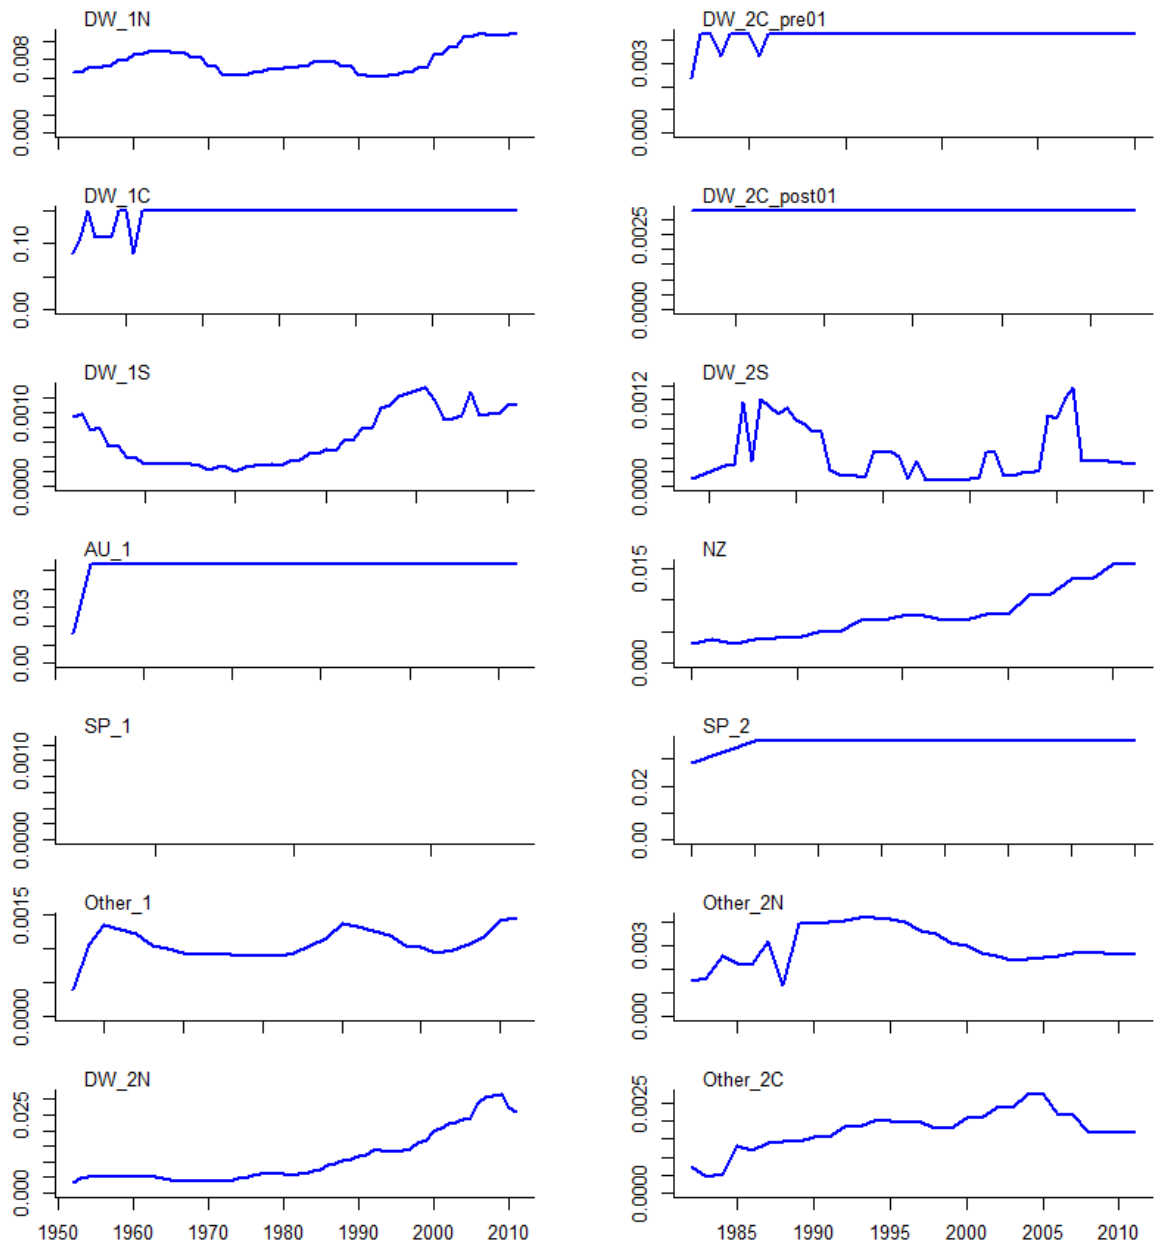 DW_1N
0.008
0.000
DW_2C_pre01
0.003
0.000
DW_1C
0.10
0.00
DW_2C_post01
0.0025
0.0000
DW_1S
0.0010
0.0000
DW_2S
0.0012
0.0000
AU_1
0.03
0.00
NZ
0.015
0.000
SP_1
0.0010
0.0000
SP_2
0.02
0.00
Other_1
0.0015
0.0000
Other_2N
0.003
0.000
DW_2N
0.025
0.000
1950 1960 1970 1980 1990 2000 2010
Other_2C
0.0025
0.0000
1985 1990 1995 2000 2005 2010